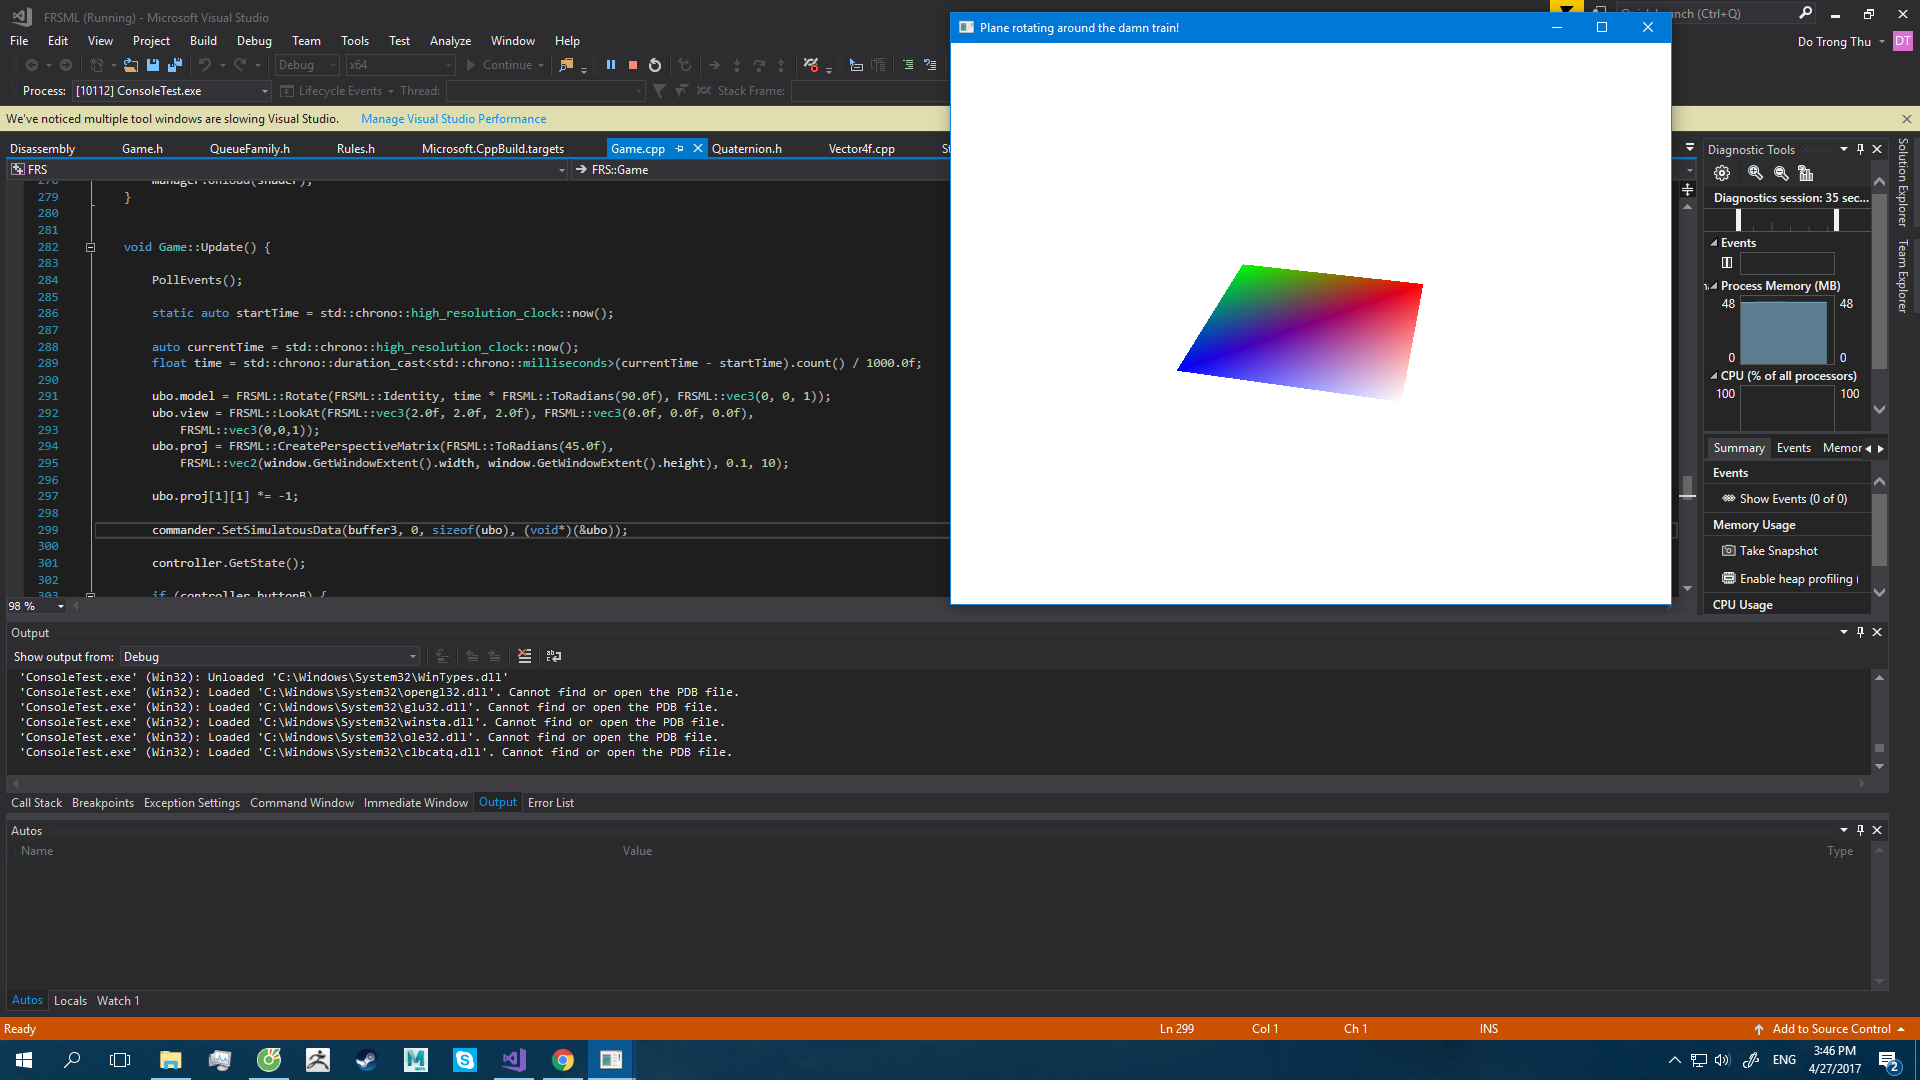 FRSML (Running) - Microsoft Visual Studio
Plane rotating around the damn train!
File Edit View Project Build Debug Team Tools Test Analyze Window Help
Do Trong Thu DT
Debug x64 Continue
Process: [10112] ConsoleTest.exe Lifecycle Events Thread: Stack Frame:
We've noticed multiple tool windows are slowing Visual Studio. Manage Visual Studio Performance
Disassembly Game.h QueueFamily.h Rules.h Microsoft.CppBuild.targets Game.cpp Quaternion.h Vector4f.cpp
FRS FRS::Game
279 }
280
281
282 void Game::Update() {
283
284 PollEvents();
285
286 static auto startTime = std::chrono::high_resolution_clock::now();
287
288 auto currentTime = std::chrono::high_resolution_clock::now();
289 float time = std::chrono::duration_cast<std::chrono::milliseconds>(currentTime - startTime).count() / 1000.0f;
290
291 ubo.model = FRSML::Rotate(FRSML::Identity, time * FRSML::ToRadians(90.0f), FRSML::vec3(0, 0, 1));
292 ubo.view = FRSML::LookAt(FRSML::vec3(2.0f, 2.0f, 2.0f), FRSML::vec3(0.0f, 0.0f, 0.0f),
293 FRSML::vec3(0,0,1));
294 ubo.proj = FRSML::CreatePerspectiveMatrix(FRSML::ToRadians(45.0f),
295 FRSML::vec2(window.GetWindowExtent().width, window.GetWindowExtent().height), 0.1, 10);
296
297 ubo.proj[1][1] *= -1;
298
299 commander.SetSimulatousData(buffer3, 0, sizeof(ubo), (void*)(&ubo));
300
301 controller.GetState();
302
303 if (controller.buttonB) {
98 %
Diagnostic Tools
Diagnostics session: 35 sec...
Events
Process Memory (MB)
48 48
0 0
CPU (% of all processors)
100 100
Summary Events Memor
Events
Show Events (0 of 0)
Memory Usage
Take Snapshot
Enable heap profiling (
CPU Usage
Solution Explorer
Team Explorer
Output
Show output from: Debug
'ConsoleTest.exe' (Win32): Unloaded 'C:\Windows\System32\WinTypes.dll'
'ConsoleTest.exe' (Win32): Loaded 'C:\Windows\System32\opengl32.dll'. Cannot find or open the PDB file.
'ConsoleTest.exe' (Win32): Loaded 'C:\Windows\System32\glu32.dll'. Cannot find or open the PDB file.
'ConsoleTest.exe' (Win32): Loaded 'C:\Windows\System32\winsta.dll'. Cannot find or open the PDB file.
'ConsoleTest.exe' (Win32): Loaded 'C:\Windows\System32\ole32.dll'. Cannot find or open the PDB file.
'ConsoleTest.exe' (Win32): Loaded 'C:\Windows\System32\clbcatq.dll'. Cannot find or open the PDB file.
Call Stack Breakpoints Exception Settings Command Window Immediate Window Output Error List
Autos
Name Value Type
Autos Locals Watch 1
Ready Ln 299 Col 1 Ch 1 INS Add to Source Control
ENG 3:46 PM
4/27/2017 2